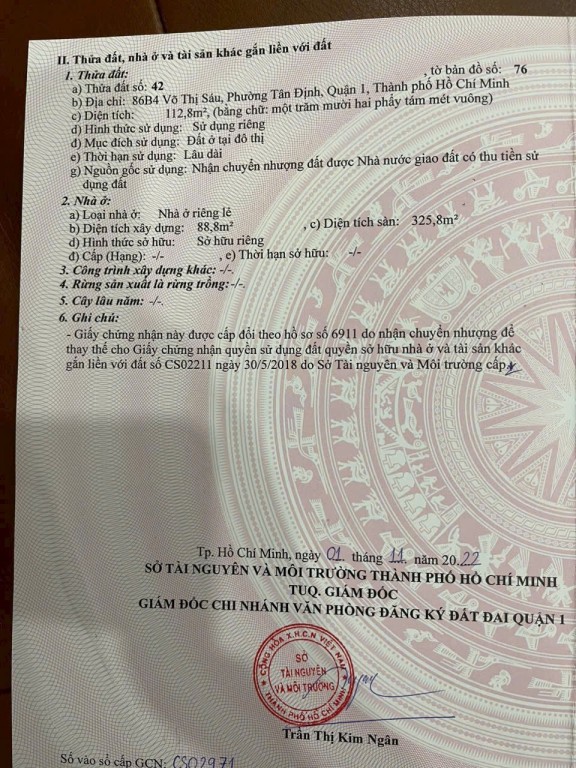 II. Thửa đất, nhà ở và tài sản khác gắn liền với đất
1. Thửa đất:
a) Thửa đất số: 42 , tờ bản đồ số: 76
b) Địa chỉ: 86B4 Võ Thị Sáu, Phường Tân Định, Quận 1, Thành phố Hồ Chí Minh
c) Diện tích: 112,8m², (bằng chữ: một trăm mười hai phẩy tám mét vuông)
d) Hình thức sử dụng: Sử dụng riêng
đ) Mục đích sử dụng: Đất ở tại đô thị
e) Thời hạn sử dụng: Lâu dài
g) Nguồn gốc sử dụng: Nhận chuyển nhượng đất được Nhà nước giao đất có thu tiền sử
dụng đất
2. Nhà ở:
a) Loại nhà ở: Nhà ở riêng lẻ
b) Diện tích xây dựng: 88,8m² , c) Diện tích sàn: 325,8m²
d) Hình thức sở hữu: Sở hữu riêng
đ) Cấp (Hạng): -/- , e) Thời hạn sở hữu: -/-
3. Công trình xây dựng khác: -/-.
4. Rừng sản xuất là rừng trồng: -/-.
5. Cây lâu năm: -/-.
6. Ghi chú:
- Giấy chứng nhận này được cấp đổi theo hồ sơ số 6911 do nhận chuyển nhượng để
thay thế cho Giấy chứng nhận quyền sử dụng đất quyền sở hữu nhà ở và tài sản khác
gắn liền với đất số CS02211 ngày 30/5/2018 do Sở Tài nguyên và Môi trường cấp
Tp. Hồ Chí Minh, ngày 01 tháng 11 năm 2022
SỞ TÀI NGUYÊN VÀ MÔI TRƯỜNG THÀNH PHỐ HỒ CHÍ MINH
TUQ. GIÁM ĐỐC
GIÁM ĐỐC CHI NHÁNH VĂN PHÒNG ĐĂNG KÝ ĐẤT ĐAI QUẬN 1
CỘNG HÒA X.H.C.N VIỆT NAM
SỞ
TÀI NGUYÊN
VÀ MÔI TRƯỜNG
THÀNH PHỐ HỒ CHÍ MINH
Trần Thị Kim Ngân
Số vào sổ cấp GCN: CS02971